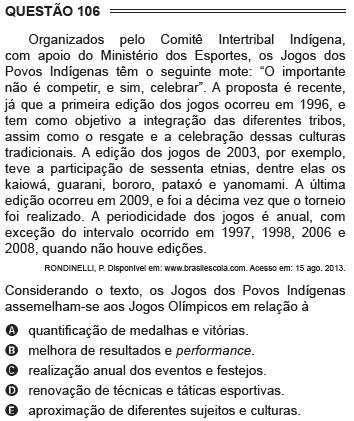 QUESTÃO 106
Organizados pelo Comitê Intertribal Indígena,
com apoio do Ministério dos Esportes, os Jogos dos
Povos Indígenas têm o seguinte mote: “O importante
não é competir, e sim, celebrar”. A proposta é recente,
já que a primeira edição dos jogos ocorreu em 1996, e
tem como objetivo a integração das diferentes tribos,
assim como o resgate e a celebração dessas culturas
tradicionais. A edição dos jogos de 2003, por exemplo,
teve a participação de sessenta etnias, dentre elas os
kaiowá, guarani, bororo, pataxó e yanomami. A última
edição ocorreu em 2009, e foi a décima vez que o torneio
foi realizado. A periodicidade dos jogos é anual, com
exceção do intervalo ocorrido em 1997, 1998, 2006 e
2008, quando não houve edições.
RONDINELLI, P. Disponível em: www.brasilescola.com. Acesso em: 15 ago. 2013.
Considerando o texto, os Jogos dos Povos Indígenas
assemelham-se aos Jogos Olímpicos em relação à
A quantificação de medalhas e vitórias.
B melhora de resultados e performance.
C realização anual dos eventos e festejos.
D renovação de técnicas e táticas esportivas.
E aproximação de diferentes sujeitos e culturas.